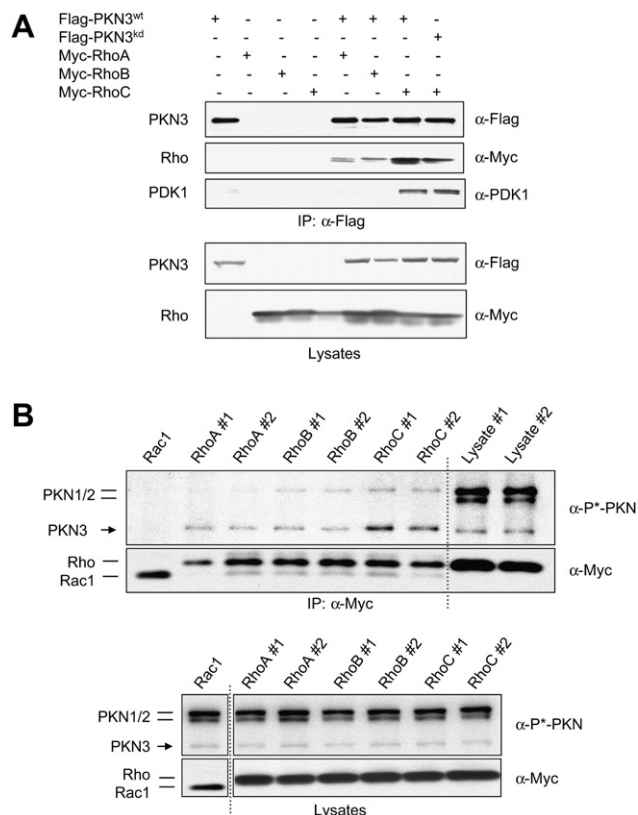 A
Flag-PKN3wt + - - - + + + -
Flag-PKN3kd - - - - - - - +
Myc-RhoA - + - - + - - -
Myc-RhoB - - + - - + - -
Myc-RhoC - - - + - - + +
PKN3 α-Flag
Rho α-Myc
PDK1 α-PDK1
IP: α-Flag
PKN3 α-Flag
Rho α-Myc
Lysates
B
Rac1 RhoA #1 RhoA #2 RhoB #1 RhoB #2 RhoC #1 RhoC #2 Lysate #1 Lysate #2
PKN1/2 α-P*-PKN
PKN3
Rho α-Myc
Rac1
IP: α-Myc
Rac1 RhoA #1 RhoA #2 RhoB #1 RhoB #2 RhoC #1 RhoC #2
PKN1/2 α-P*-PKN
PKN3
Rho α-Myc
Rac1
Lysates